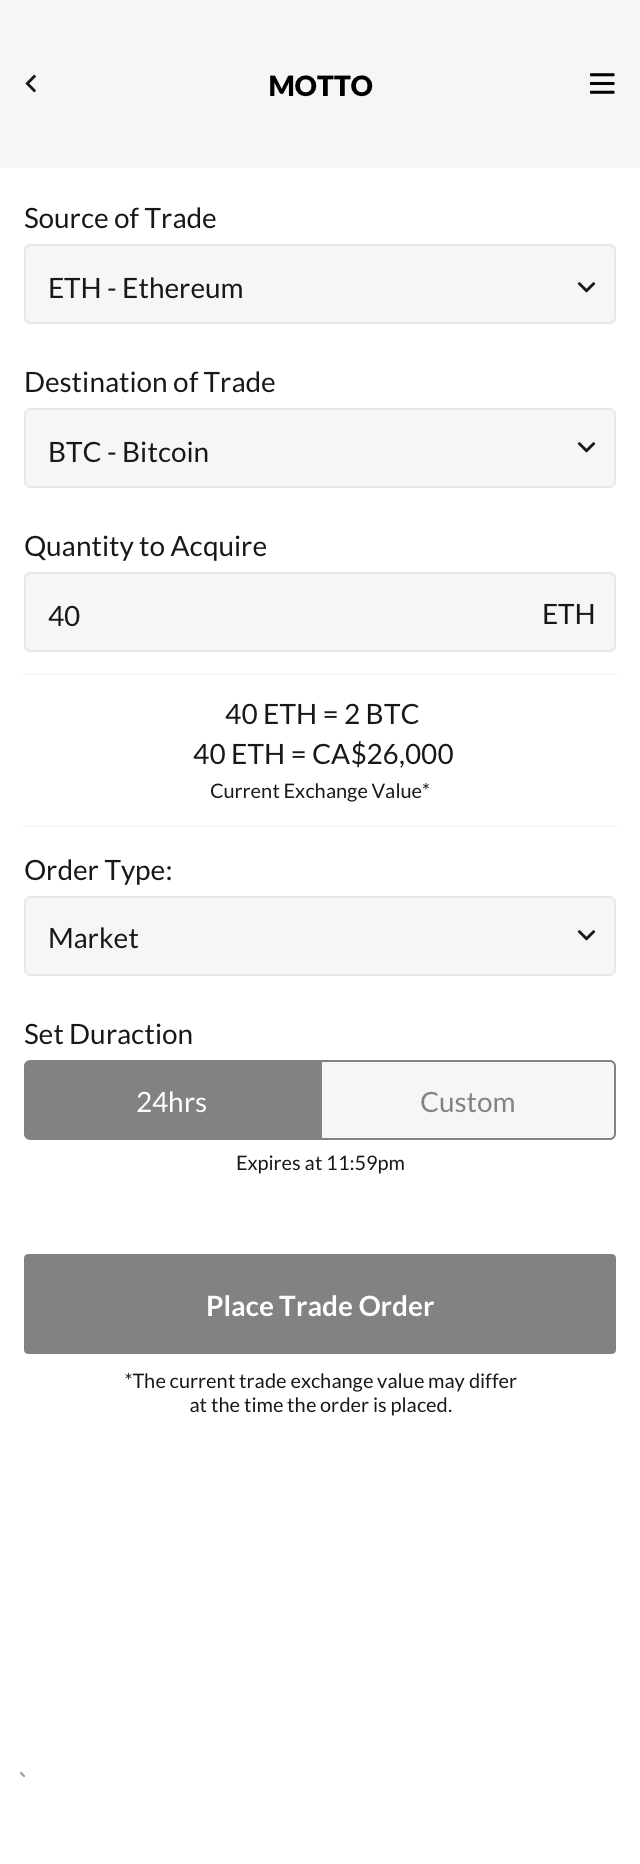 MOTTO
Source of Trade
ETH - Ethereum
Destination of Trade
BTC - Bitcoin
Quantity to Acquire
40 ETH
40 ETH = 2 BTC
40 ETH = CA$26,000
Current Exchange Value*
Order Type:
Market
Set Duraction
24hrs Custom
Expires at 11:59pm
Place Trade Order
*The current trade exchange value may differ
at the time the order is placed.
`